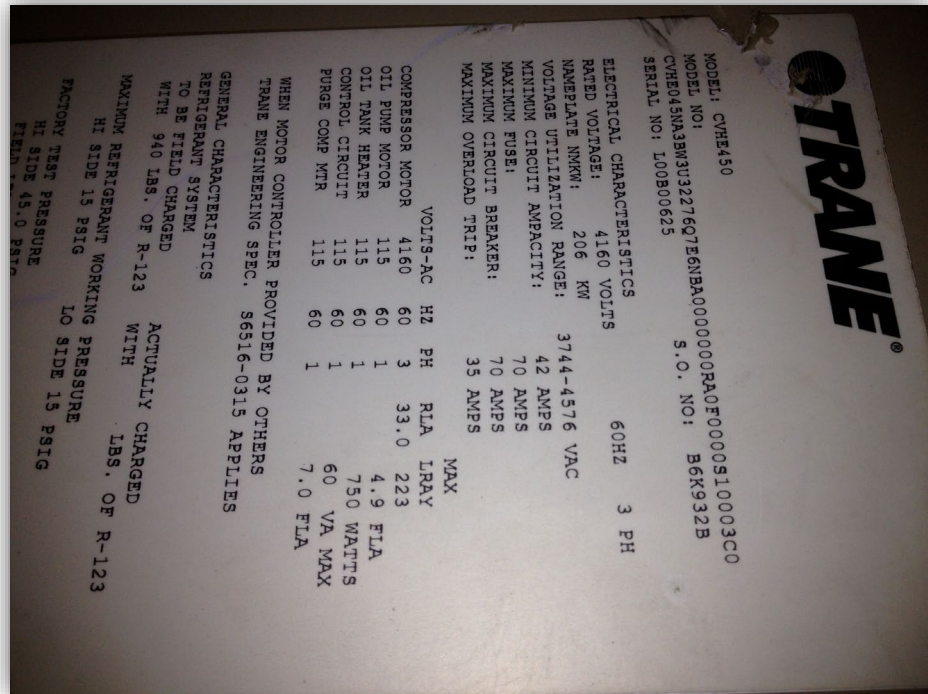 TRANE®
MODEL: CVHE450
MODEL NO:
CVHE045NA3BW3U32276Q7E6NBA0000000RA0F0000S10003C0
SERIAL NO: L00B00625 S.O. NO: B6K932B
ELECTRICAL CHARACTERISTICS
RATED VOLTAGE: 4160 VOLTS 60HZ 3 PH
NAMEPLATE NMKW: 206 KW
VOLTAGE UTILIZATION RANGE: 3744-4576 VAC
MINIMUM CIRCUIT AMPACITY: 42 AMPS
MAXIMUM FUSE: 70 AMPS
MAXIMUM CIRCUIT BREAKER: 70 AMPS
MAXIMUM OVERLOAD TRIP: 35 AMPS
MAX
VOLTS-AC HZ PH RLA LRAY
COMPRESSOR MOTOR 4160 60 3 33.0 223
OIL PUMP MOTOR 115 60 1 4.9 FLA
OIL TANK HEATER 115 60 1 750 WATTS
CONTROL CIRCUIT 115 60 1 60 VA MAX
PURGE COMP MTR 115 60 1 7.0 FLA
WHEN MOTOR CONTROLLER PROVIDED BY OTHERS
TRANE ENGINEERING SPEC. S6516-0315 APPLIES
GENERAL CHARACTERISTICS
REFRIGERANT SYSTEM
TO BE FIELD CHARGED ACTUALLY CHARGED
WITH 940 LBS. OF R-123 WITH LBS. OF R-123
MAXIMUM REFRIGERANT WORKING PRESSURE
HI SIDE 15 PSIG LO SIDE 15 PSIG
FACTORY TEST PRESSURE
HI SIDE 45.0 PSIG
FIELD